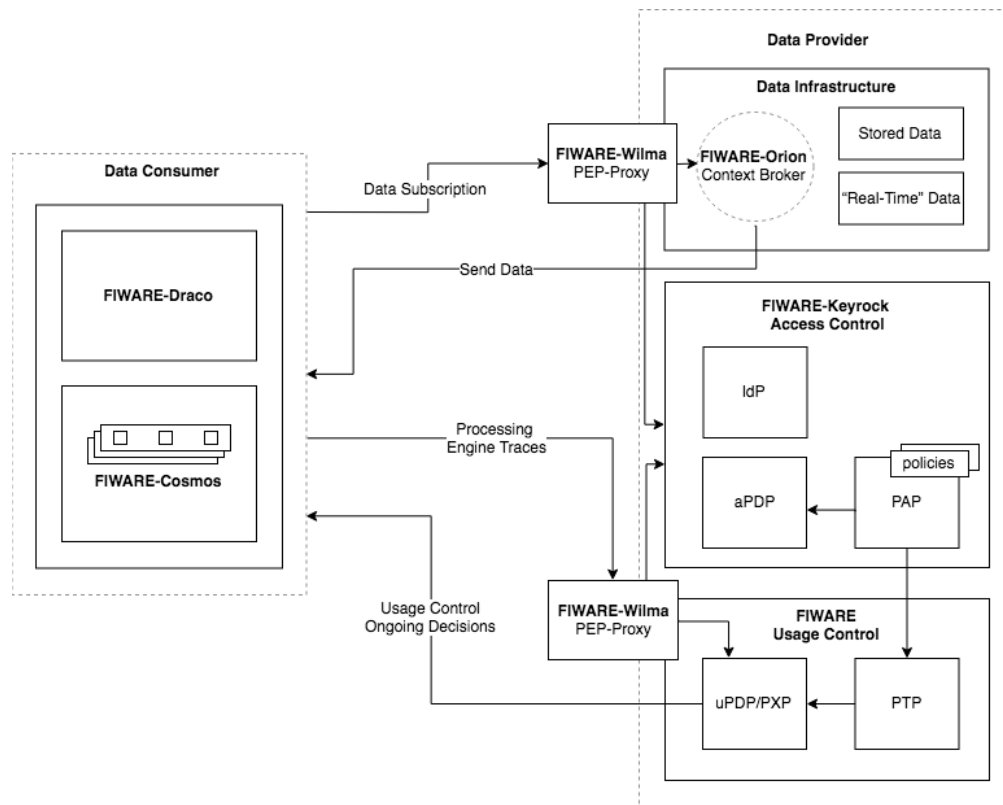 Data Provider
Data Infrastructure
FIWARE-Wilma
PEP-Proxy
FIWARE-Orion
Context Broker
Stored Data
“Real-Time” Data
Data Consumer
Data Subscription
Send Data
FIWARE-Draco
FIWARE-Cosmos
Processing
Engine Traces
Usage Control
Ongoing Decisions
FIWARE-Keyrock
Access Control
IdP
aPDP
policies
PAP
FIWARE-Wilma
PEP-Proxy
FIWARE
Usage Control
uPDP/PXP
PTP